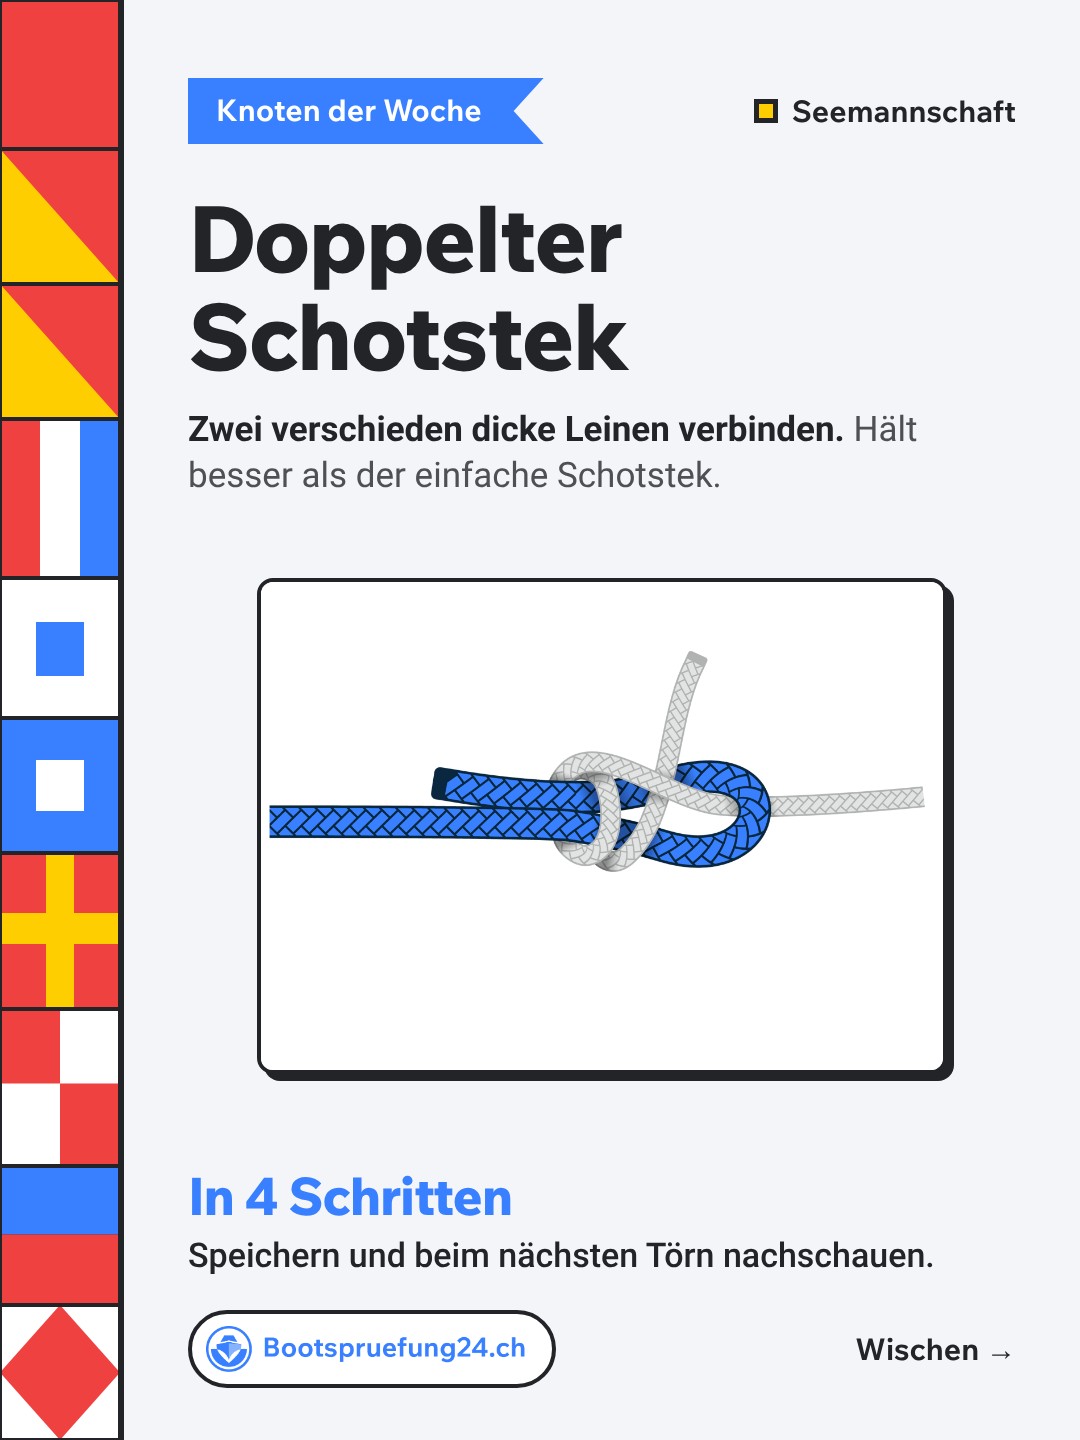 Knoten der Woche
Seemannschaft
Doppelter
Schotstek
Zwei verschieden dicke Leinen verbinden. Hält
besser als der einfache Schotstek.
In 4 Schritten
Speichern und beim nächsten Törn nachschauen.
Bootspruefung24.ch
Wischen →